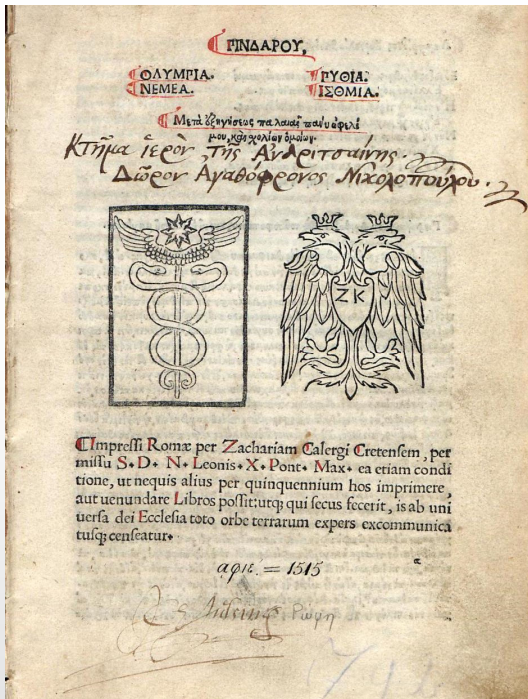 ΠΙΝΔΑΡΟΥ,
ΟΛΥΜΠΙΑ. ΠΥΘΙΑ.
ΝΕΜΕΑ. ΙΣΘΜΙΑ.
Μετὰ ἐξηγήσεως παλαιᾶς πάνυ ὠφελί
μου, καὶ σχολίων ὁμοίων.
Κτῆμα ἱερὸν τῆς Ἀνδριτσαίνης.
Δῶρον Ἀγαθόφρονος Νικολοπούλου.
ΖΚ
Impressi Romæ per Zachariam Calergi Cretensem, per
missu S. D. N. Leonis. X. Pont. Max. ea etiam condi
tione, ut nequis alius per quinquennium hos imprimere,
aut uenundare Libros possit: utq; qui secus fecerit, is ab uni
uersa dei Ecclesia toto orbe terrarum expers excommunica
tusq; censeatur.
αφιε΄. = 1515
α
Ρώμη